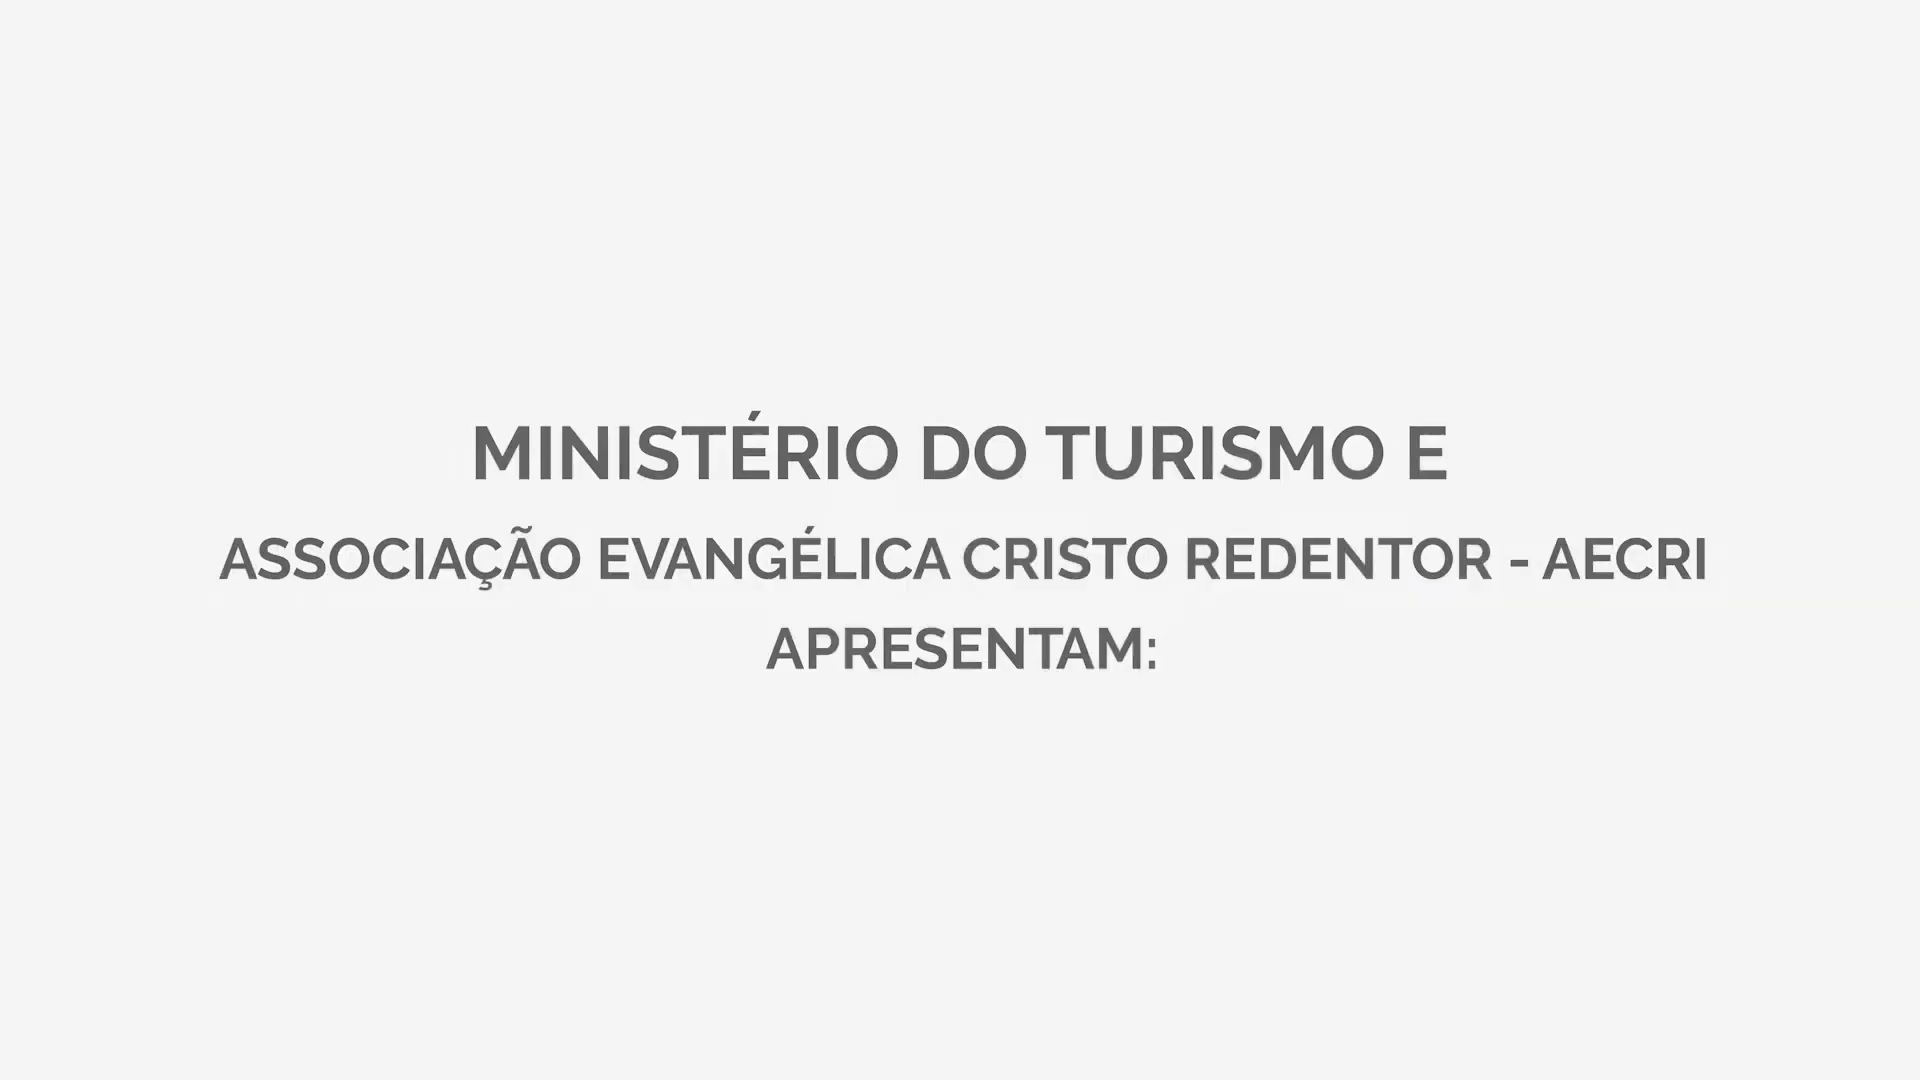 MINISTÉRIO DO TURISMO E
ASSOCIAÇÃO EVANGÉLICA CRISTO REDENTOR - AECRI
APRESENTAM: